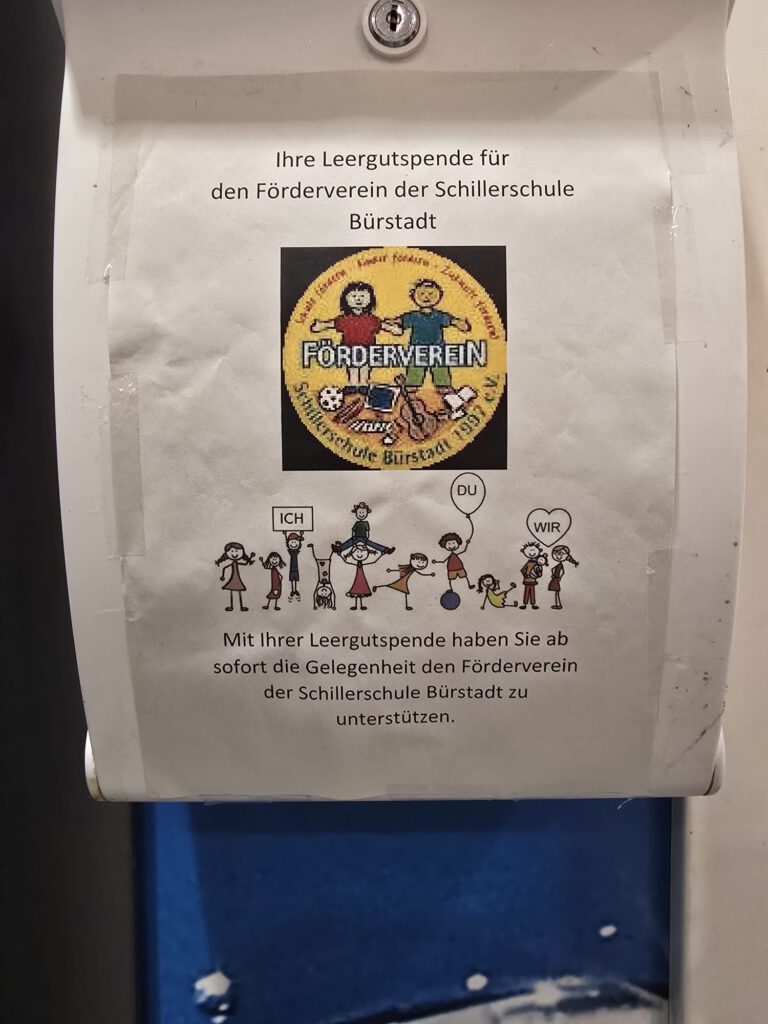 Ihre Leergutspende für
den Förderverein der Schillerschule
Bürstadt
Schule fördern · Kinder fördern · Zukunft fördern!
FÖRDERVEREIN
Schillerschule Bürstadt 1997 e.V.
DU
ICH
WIR
Mit Ihrer Leergutspende haben Sie ab
sofort die Gelegenheit den Förderverein
der Schillerschule Bürstadt zu
unterstützen.